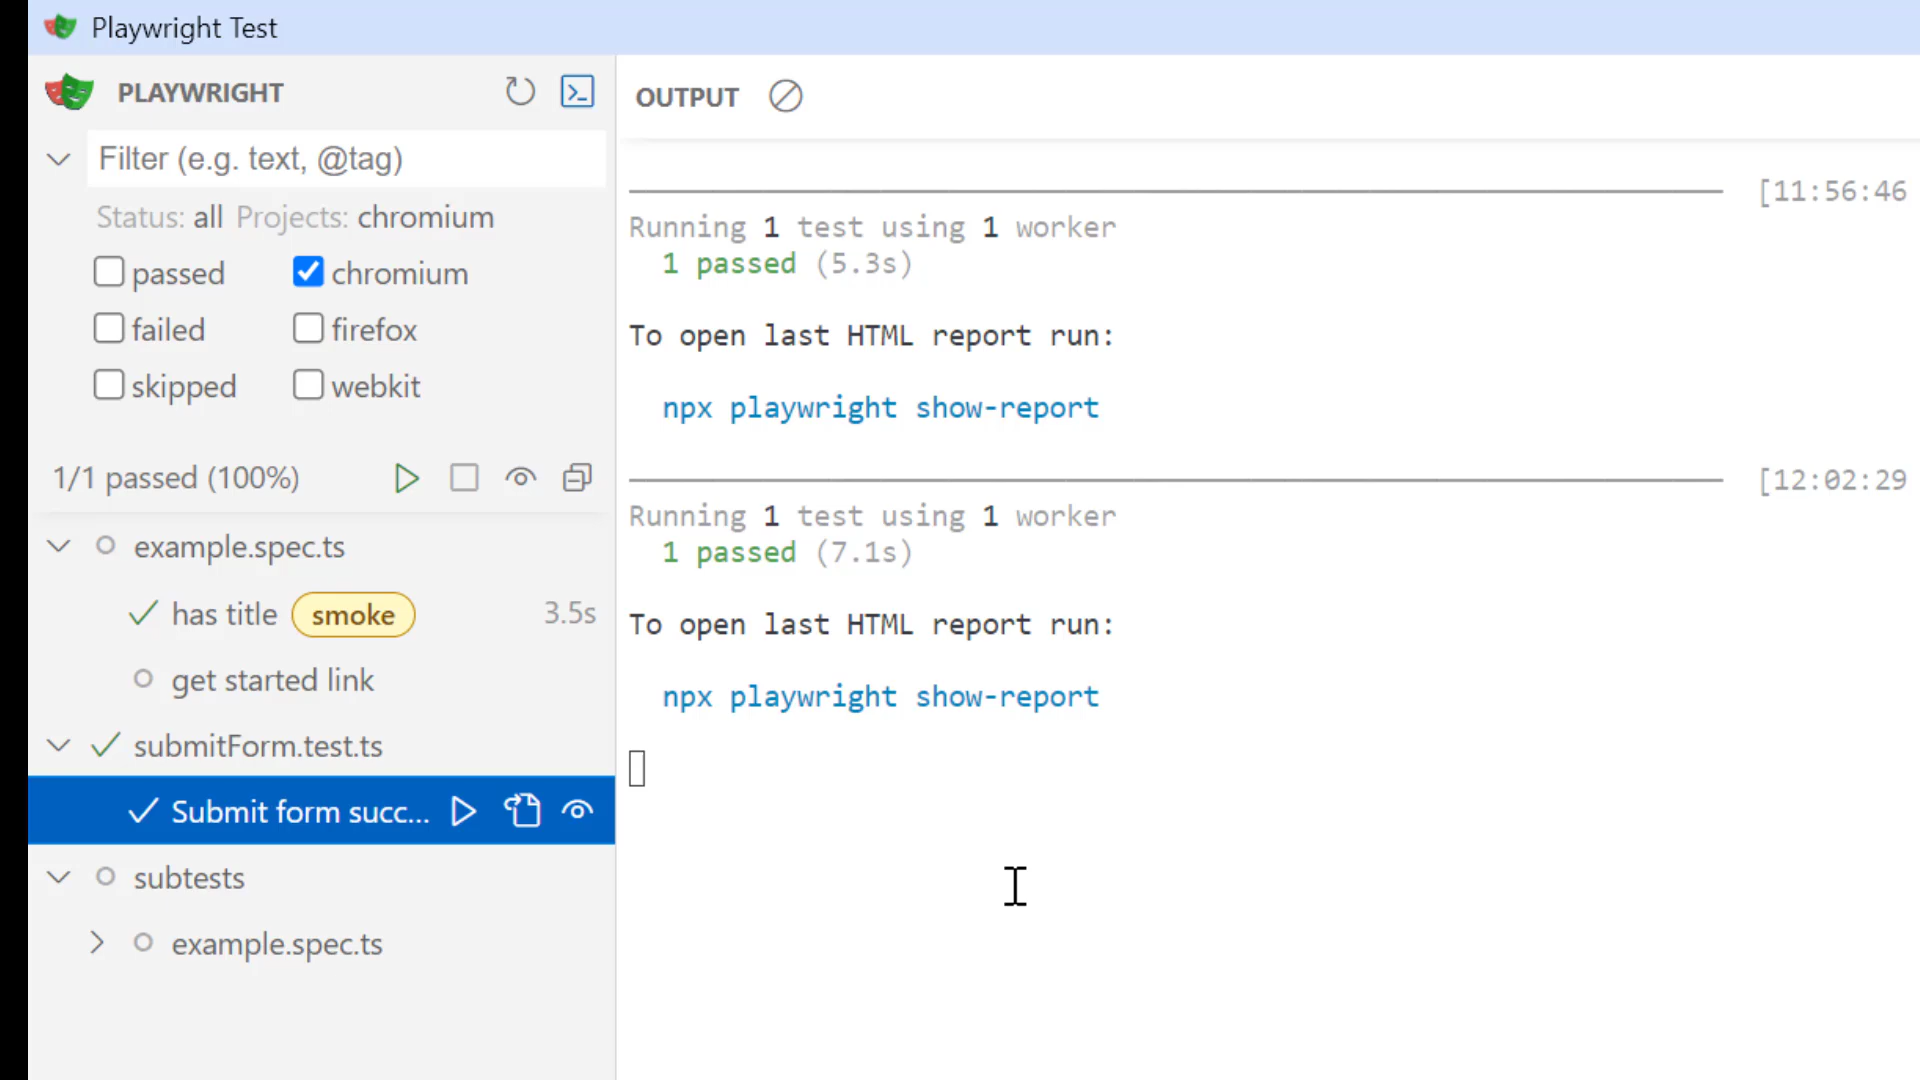 Playwright Test
PLAYWRIGHT
Filter (e.g. text, @tag)
Status: all Projects: chromium
passed
chromium
failed
firefox
skipped
webkit
1/1 passed (100%)
example.spec.ts
has title smoke 3.5s
get started link
submitForm.test.ts
Submit form succ...
subtests
example.spec.ts
OUTPUT
[11:56:46
Running 1 test using 1 worker
1 passed (5.3s)
To open last HTML report run:
npx playwright show-report
[12:02:29
Running 1 test using 1 worker
1 passed (7.1s)
To open last HTML report run:
npx playwright show-report